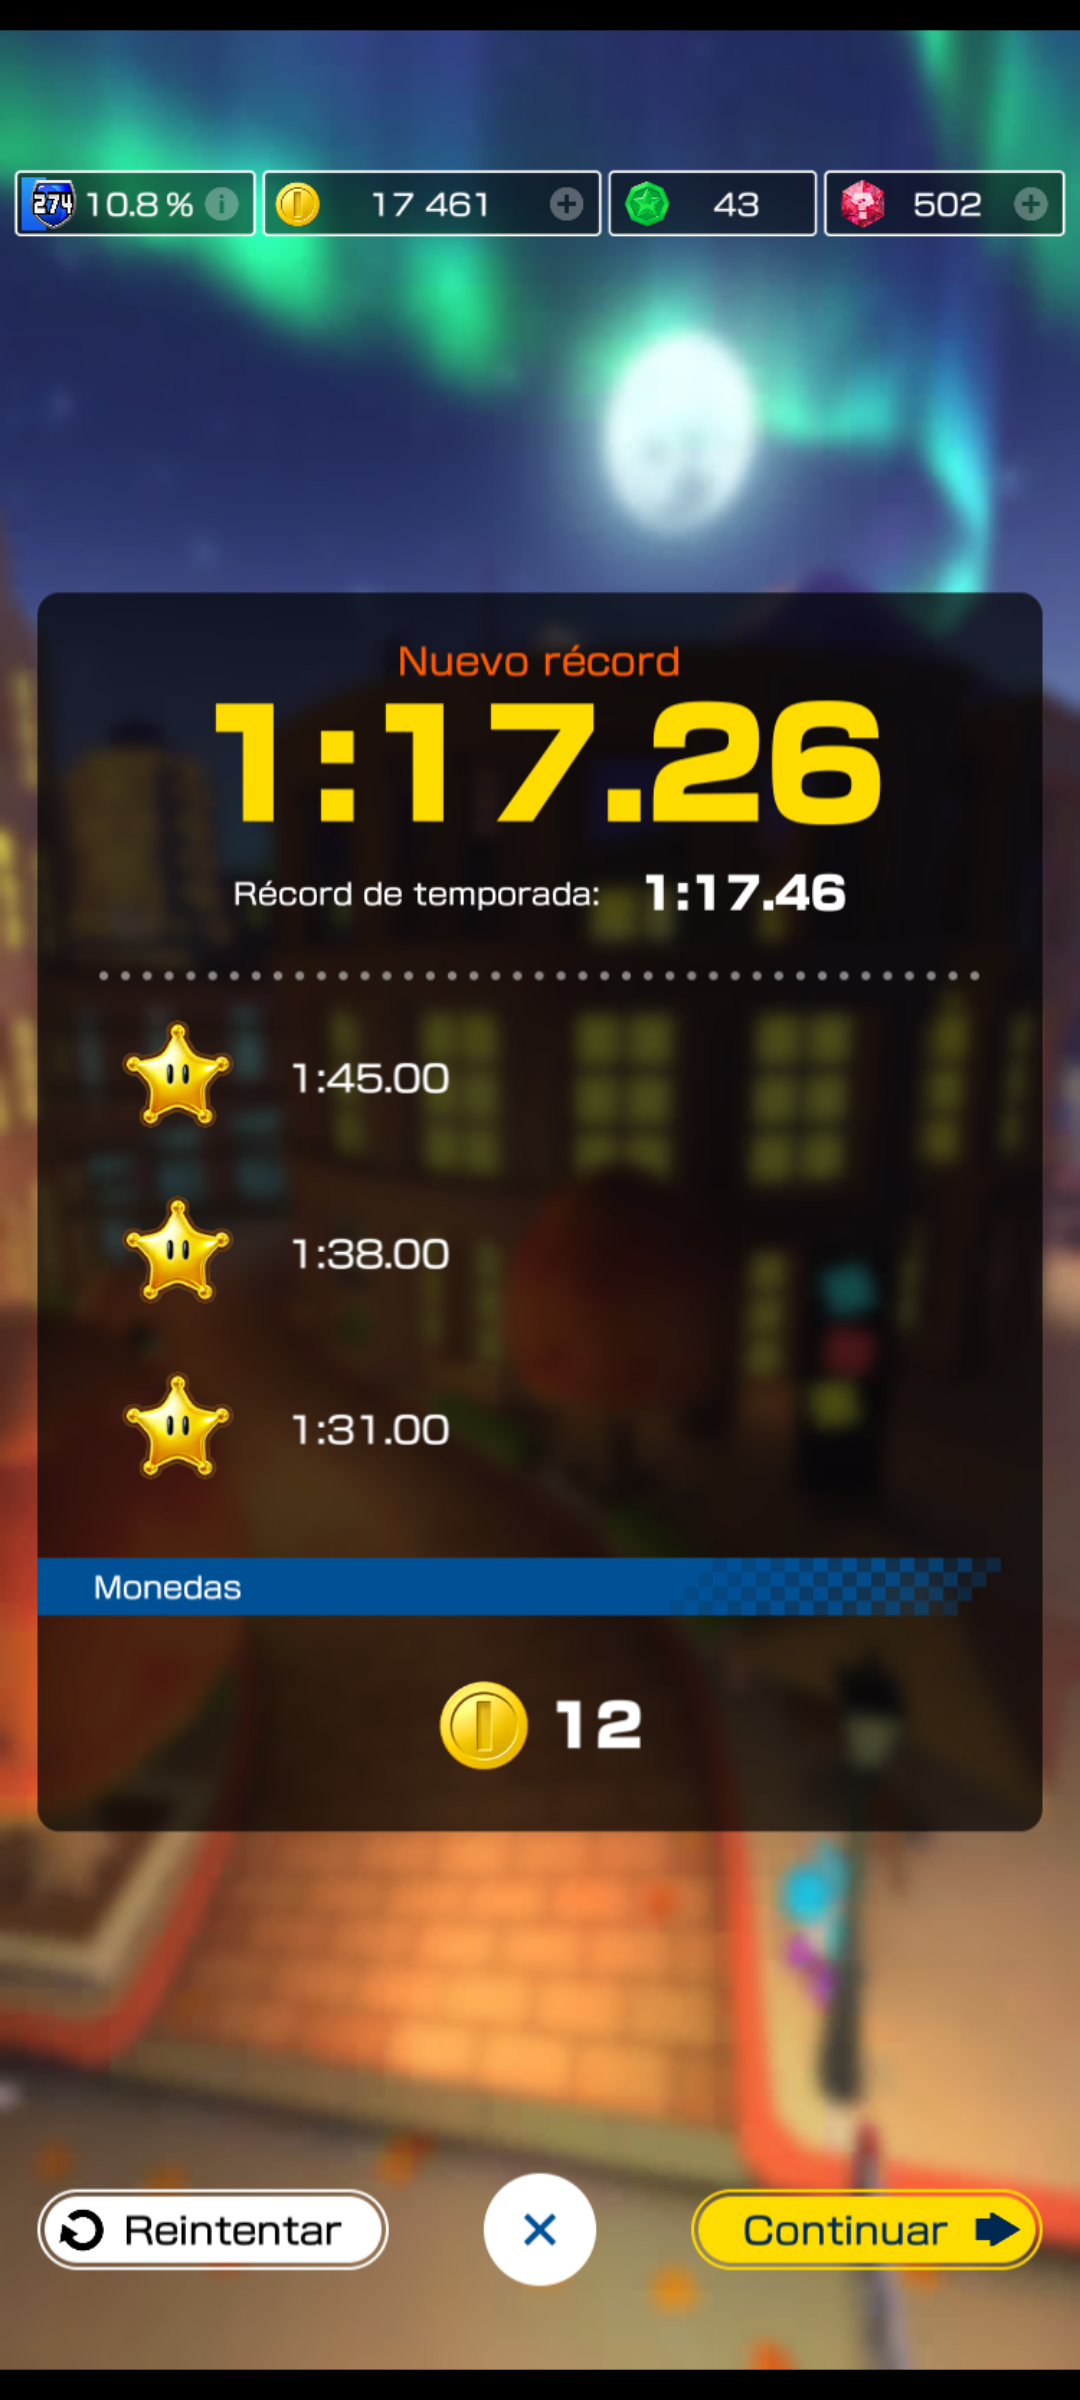 274 10.8% i 17 461 + 43 ? 502 +
Nuevo récord
1:17.26
Récord de temporada: 1:17.46
1:45.00
1:38.00
1:31.00
Monedas
12
Reintentar × Continuar